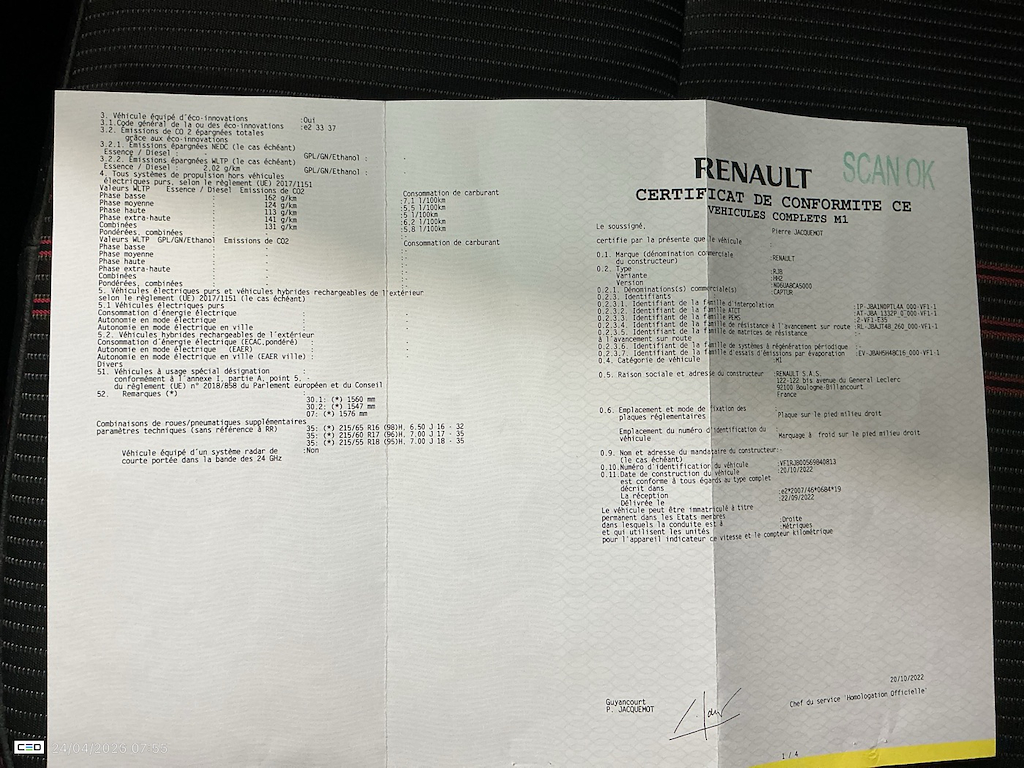 3. Véhicule équipé d'éco-innovations :Oui
3.1.Code général de la ou des éco-innovations :e2 33 37
3.2. Emissions de CO 2 épargnées totales
grâce aux éco-innovations
3.2.1. Emissions épargnées NEDC (le cas échéant)
Essence / Diesel : - GPL/GN/Ethanol : -
3.2.2. Emissions épargnées WLTP (le cas échéant)
Essence / Diesel : 2.02 g/km GPL/GN/Ethanol : -
4. Tous systèmes de propulsion hors véhicules
électriques purs, selon le règlement (UE) 2017/1151
Valeurs WLTP Essence / Diesel Emissions de CO2 Consommation de carburant
Phase basse : 162 g/km :7.1 l/100km
Phase moyenne : 124 g/km :5.5 l/100km
Phase haute : 113 g/km :5 l/100km
Phase extra-haute : 141 g/km :6.2 l/100km
Combinées : 131 g/km :5.8 l/100km
Pondérées, combinées : - : -
Valeurs WLTP GPL/GN/Ethanol Emissions de CO2 Consommation de carburant
Phase basse : - : -
Phase moyenne : - : -
Phase haute : - : -
Phase extra-haute : - : -
Combinées : - : -
Pondérées, combinées : - : -
5. Véhicules électriques purs et véhicules hybrides rechargeables de l'extérieur
selon le règlement (UE) 2017/1151 (le cas échéant)
5.1 Véhicules électriques purs
Consommation d'énergie électrique : -
Autonomie en mode électrique : -
Autonomie en mode électrique en ville : -
5.2. Véhicules hybrides rechargeables de l'extérieur
Consommation d'énergie électrique (ECAC,pondéré) : -
Autonomie en mode électrique (EAER) : -
Autonomie en mode électrique en ville (EAER ville) : -
Divers
51. Véhicules à usage spécial désignation :
conformément à l'annexe I, partie A, point 5, -
du règlement (UE) n° 2018/858 du Parlement européen et du Conseil
52. Remarques (*) :
30.1: (*) 1560 mm
30.2: (*) 1547 mm
07: (*) 1576 mm
Combinaisons de roues/pneumatiques supplémentaires :
paramètres techniques (sans référence à RR) 35: (*) 215/65 R16 (98)H, 6.50 J 16 - 32
35: (*) 215/60 R17 (96)H, 7.00 J 17 - 35
35: (*) 215/55 R18 (95)H, 7.00 J 18 - 35
Véhicule équipé d'un système radar de :Non
courte portée dans la bande des 24 GHz
RENAULT
SCAN OK
CERTIFICAT DE CONFORMITE CE
VEHICULES COMPLETS M1
Le soussigné, Pierre JACQUEMOT
certifie par la présente que le véhicule :
0.1. Marque (dénomination commerciale
du constructeur) :RENAULT
0.2. Type :RJB
Variante :HH2
Version :N06UABCA5000
0.2.1. Dénominations(s) commerciale(s) :CAPTUR
0.2.3. Identifiants
0.2.3.1. Identifiant de la famille d'interpolation :IP-JBA1N0PTL4A_000-VF1-1
0.2.3.2. Identifiant de la famille ATCT :AT-JBA_1332P_0_000-VF1-1
0.2.3.3. Identifiant de la famille PEMS :2-VF1-E35
0.2.3.4. Identifiant de la famille de résistance à l'avancement sur route :RL-JBAJT4B_260_000-VF1-1
0.2.3.5. Identifiant de la famille de matrices de résistance :-
à l'avancement sur route
0.2.3.6. Identifiant de la famille de systèmes à régénération périodique :-
0.2.3.7. Identifiant de la famille d'essais d'émissions par évaporation :EV-JBAH5H4BC16_000-VF1-1
0.4. Catégorie de véhicule :M1
0.5. Raison sociale et adresse du constructeur :RENAULT S.A.S.
122-122 bis avenue du General Leclerc
92100 Boulogne-Billancourt
France
0.6. Emplacement et mode de fixation des
plaques réglementaires : Plaque sur le pied milieu droit
Emplacement du numéro d'identification du
véhicule : Marquage à froid sur le pied milieu droit
0.9. Nom et adresse du mandataire du constructeur:-
(le cas échéant)
0.10.Numéro d'identification du véhicule :VF1RJB00569840813
0.11.Date de construction du véhicule :20/10/2022
est conforme à tous égards au type complet
décrit dans
La réception :e2*2007/46*0684*19
Délivrée le :22/09/2022
Le véhicule peut être immatriculé à titre
permanent dans les Etats membres
dans lesquels la conduite est à :Droite
et qui utilisent les unités :Métriques
pour l'appareil indicateur de vitesse et le compteur kilométrique
20/10/2022
Guyancourt
P. JACQUEMOT
Chef du service 'Homologation Officielle'
1 / 4
CEO 24/04/2026 07:55